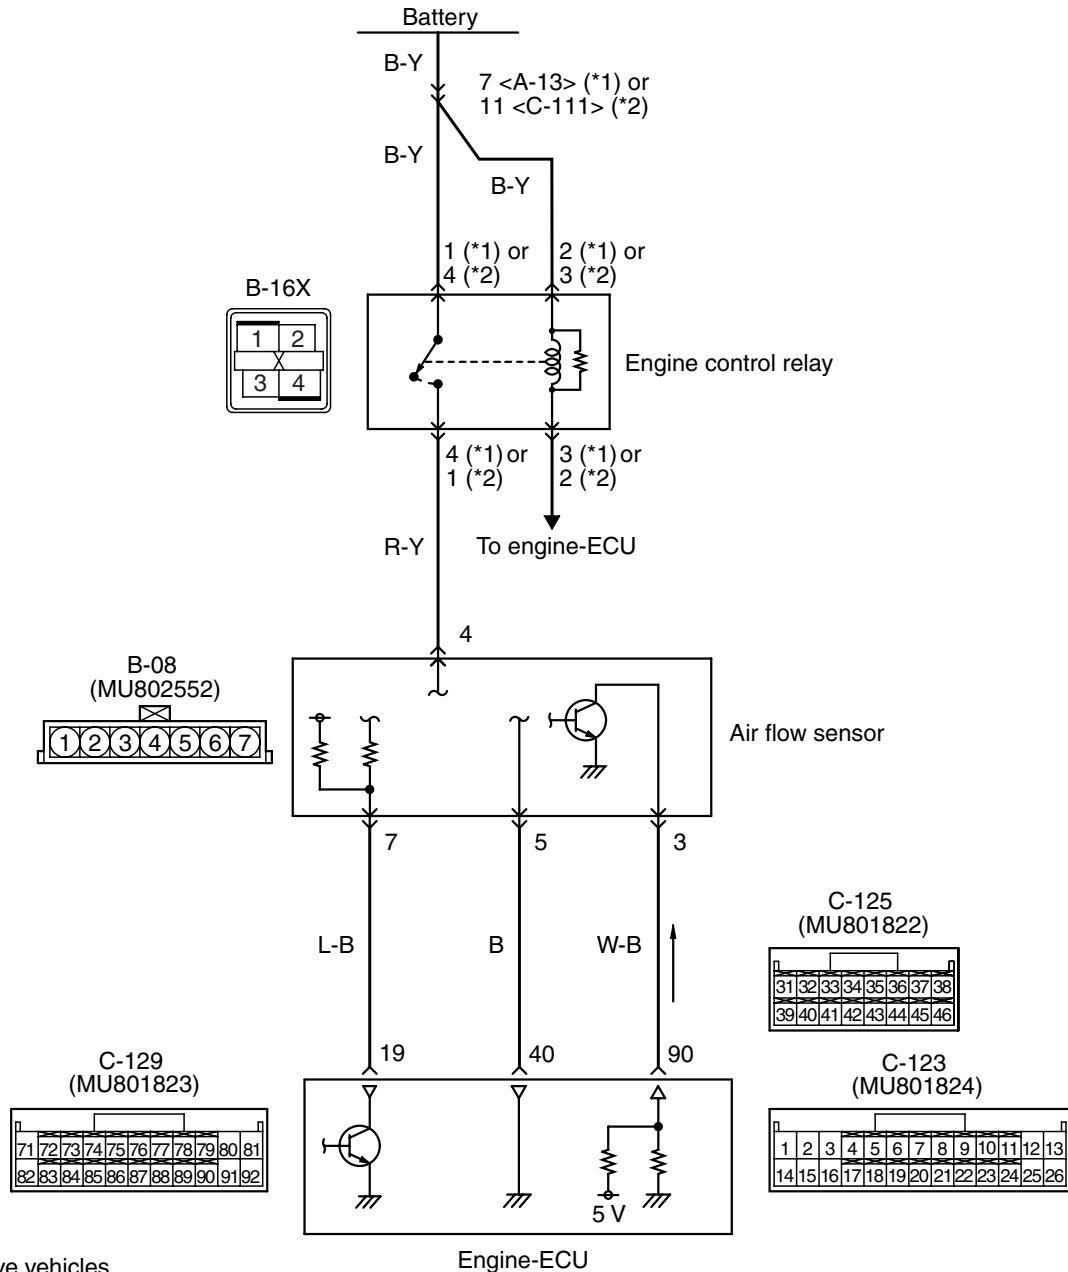 Battery
B-Y
7 <A-13> (*1) or
11 <C-111> (*2)
B-Y
B-Y
1 (*1) or
4 (*2)
2 (*1) or
3 (*2)
B-16X
1 2
3 4
Engine control relay
4 (*1) or
1 (*2)
3 (*1) or
2 (*2)
R-Y
To engine-ECU
4
B-08
(MU802552)
1 2 3 4 5 6 7
Air flow sensor
7
5
3
L-B
B
W-B
C-125
(MU801822)
31 32 33 34 35 36 37 38
39 40 41 42 43 44 45 46
19
40
90
C-129
(MU801823)
71 72 73 74 75 76 77 78 79 80 81
82 83 84 85 86 87 88 89 90 91 92
C-123
(MU801824)
1 2 3 4 5 6 7 8 9 10 11 12 13
14 15 16 17 18 19 20 21 22 23 24 25 26
5 V
Engine-ECU
vehicles